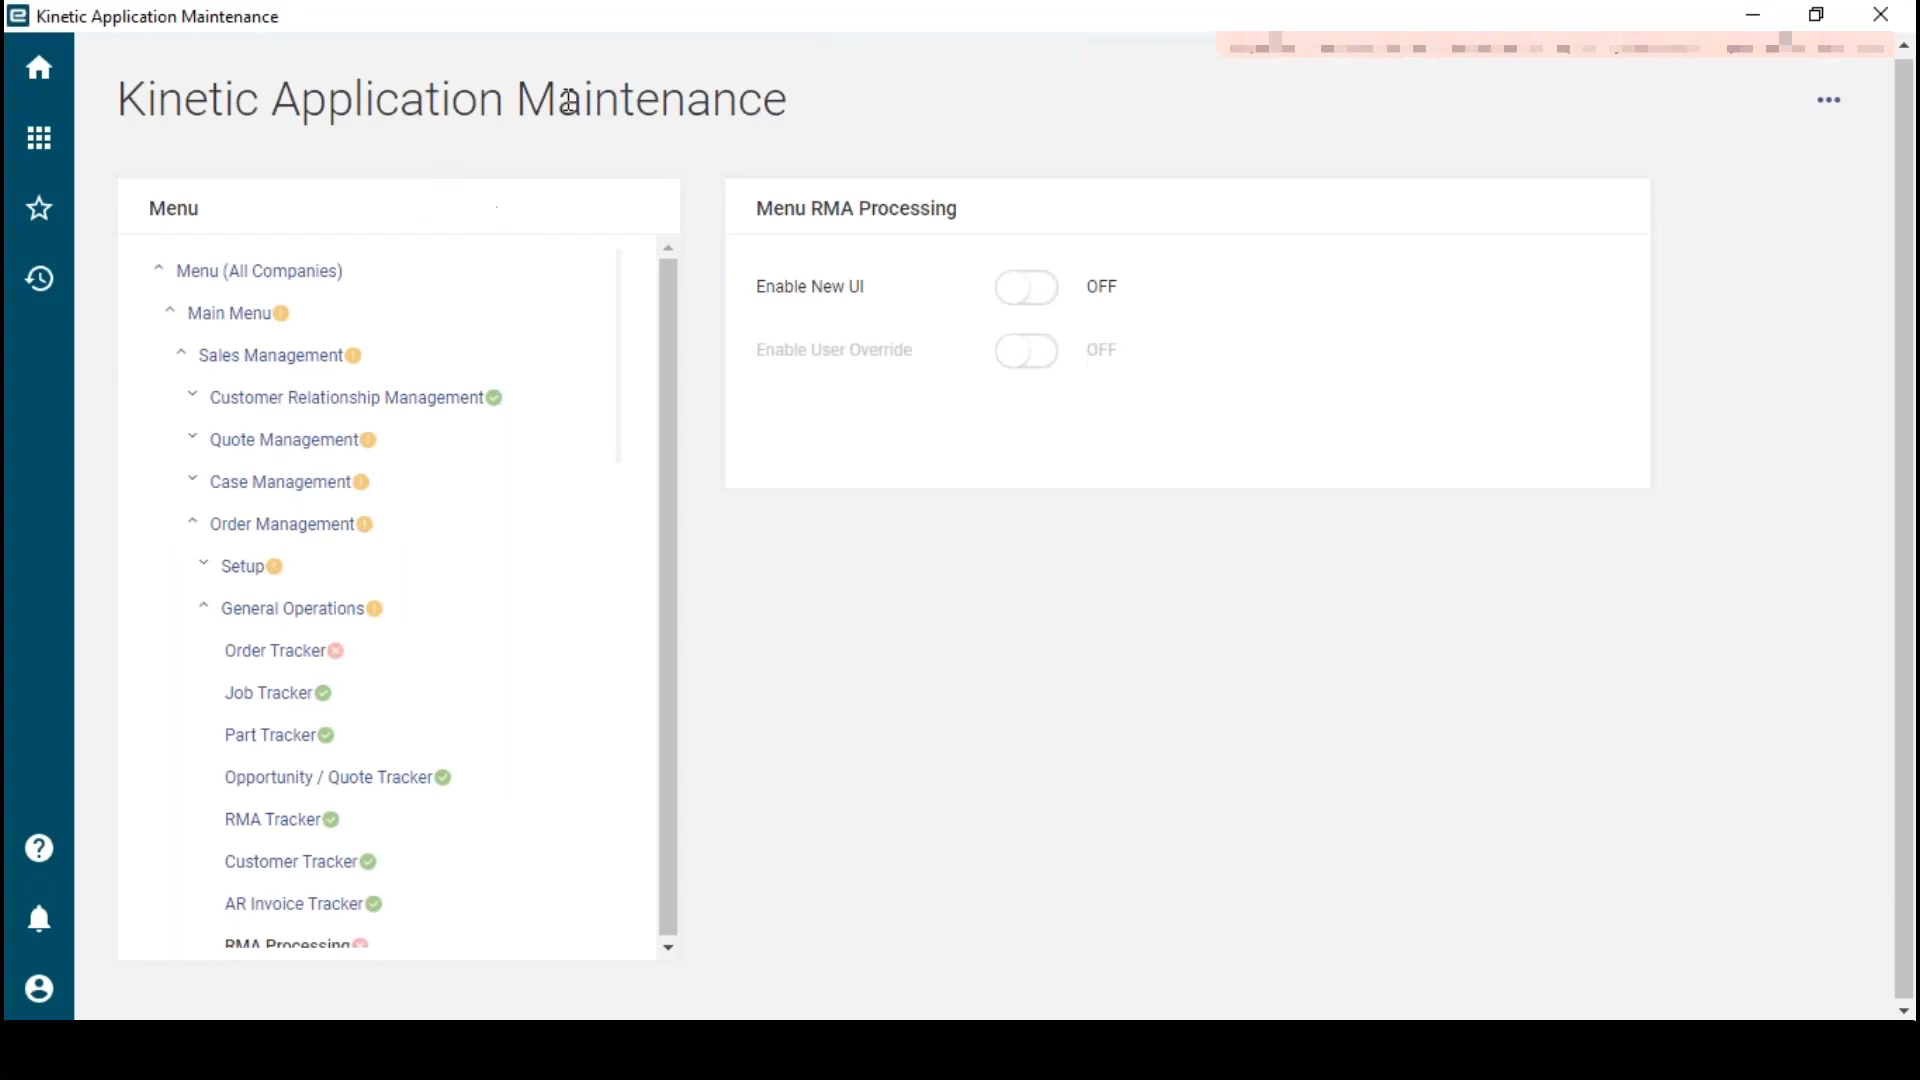 Kinetic Application Maintenance
Kinetic Application Maintenance
Menu
Menu (All Companies)
Main Menu
Sales Management
Customer Relationship Management
Quote Management
Case Management
Order Management
Setup
General Operations
Order Tracker
Job Tracker
Part Tracker
Opportunity / Quote Tracker
RMA Tracker
Customer Tracker
AR Invoice Tracker
RMA Processing
Menu RMA Processing
Enable New UI OFF
Enable User Override OFF